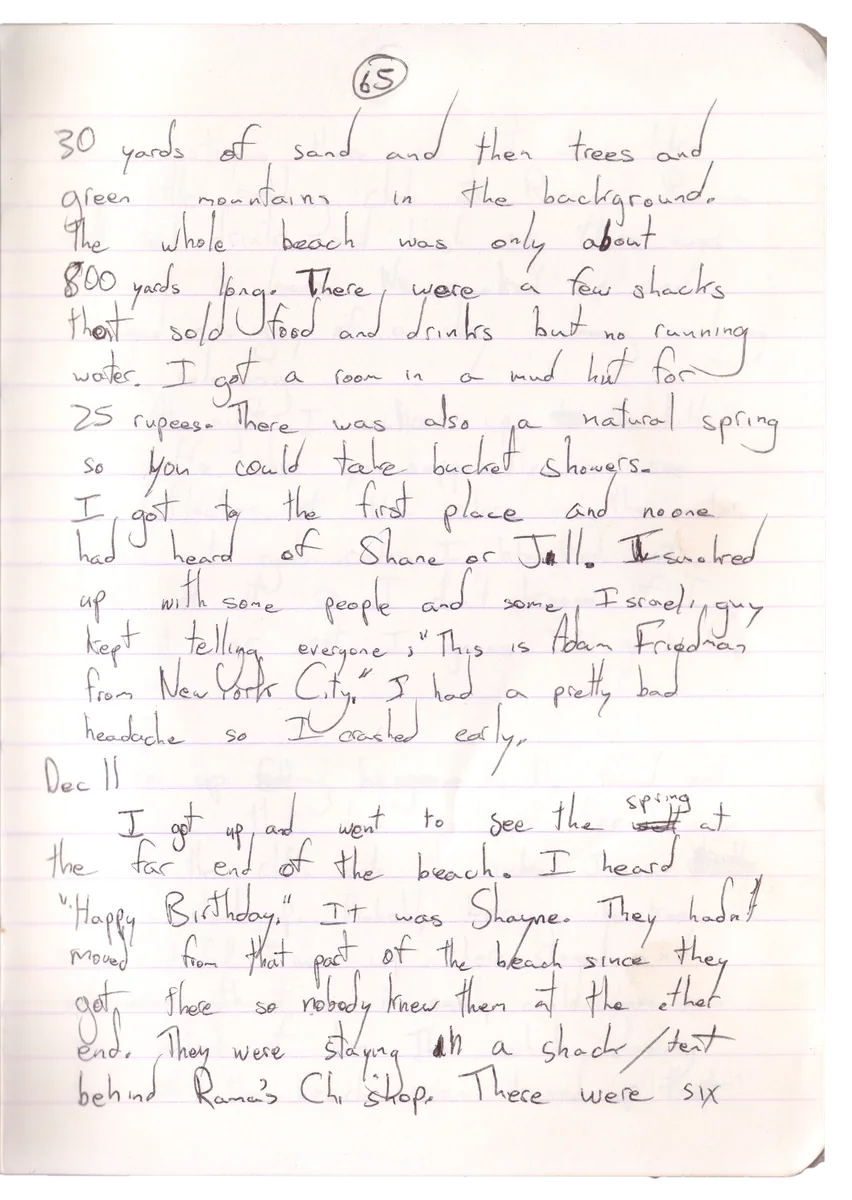 65
30 yards of sand and then trees and
green mountains in the background.
The whole beach was only about
800 yards long. There were a few shacks
that sold food and drinks but no running
water. I got a room in a mud hut for
25 rupees. There was also a natural spring
so you could take bucket showers.
I got to the first place and noone
had heard of Shane or Jill. I smoked
up with some people and some Israeli guy
kept telling everyone, "This is Adam Friedman
from New York City." I had a pretty bad
headache so I crashed early.
Dec 11
I got up and went to see the spring at
the far end of the beach. I heard
"Happy Birthday." It was Shayne. They hadn't
moved from that part of the beach since they
got there so nobody knew them at the other
end. They were staying in a shack/tent
behind Rama's Chi shop. There were six